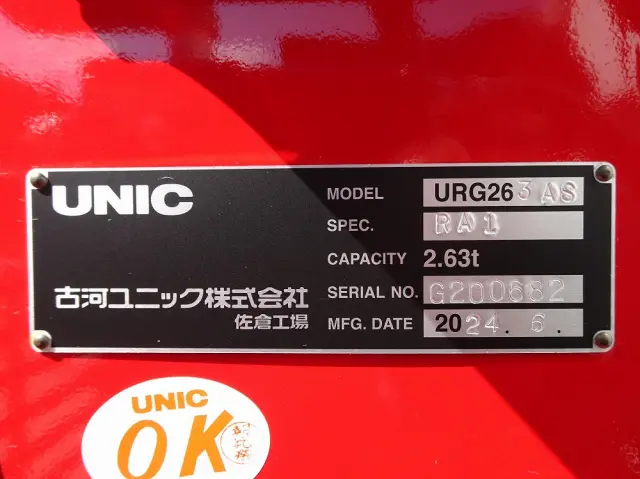 UNIC
MODEL URG263AS
SPEC. RA1
CAPACITY 2.63t
古河ユニック株式会社
SERIAL NO. G200682
佐倉工場
MFG. DATE 2024. 6.
UNIC
OK